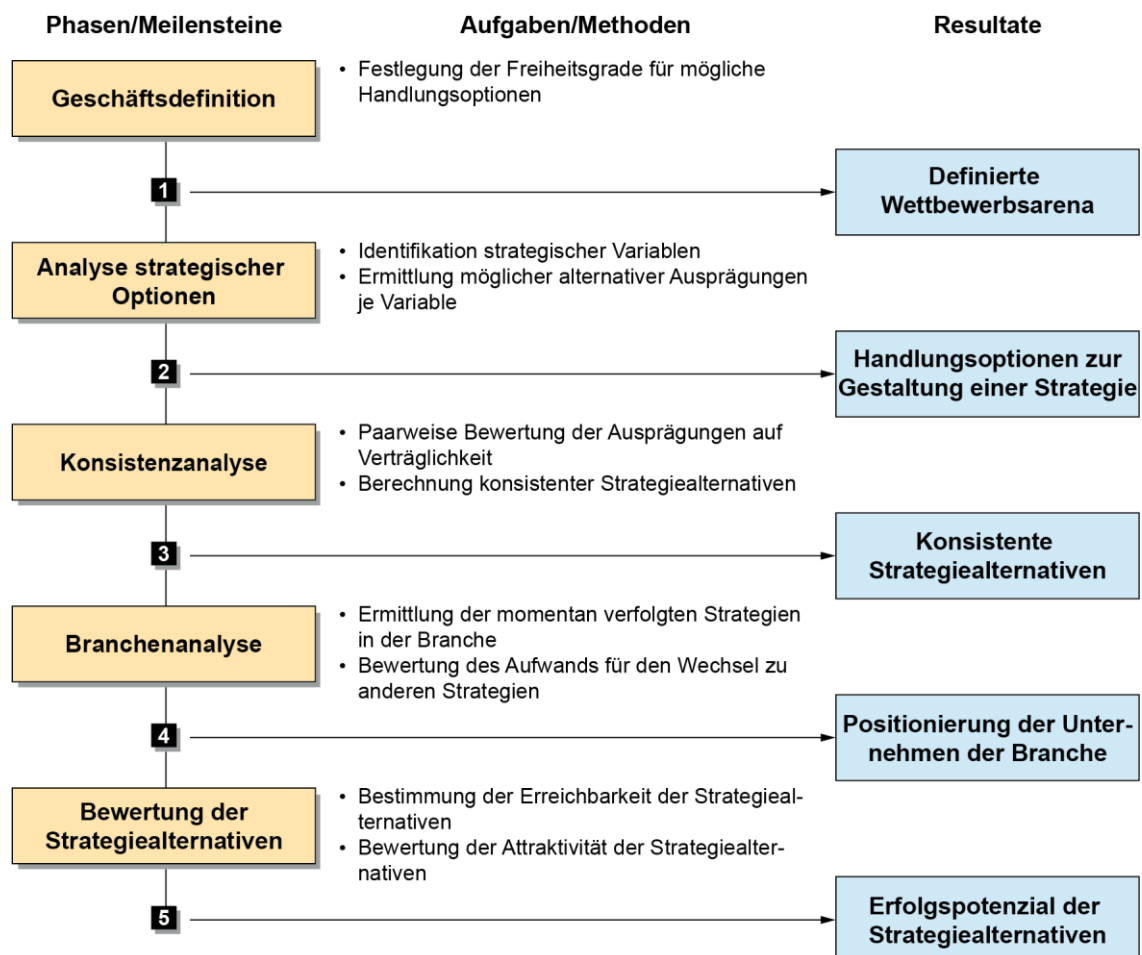 Phasen/Meilensteine
Aufgaben/Methoden
Resultate
Geschäftsdefinition
• Festlegung der Freiheitsgrade für mögliche
Handlungsoptionen
1
Definierte
Wettbewerbsarena
Analyse strategischer
Optionen
• Identifikation strategischer Variablen
• Ermittlung möglicher alternativer Ausprägungen
je Variable
2
Handlungsoptionen zur
Gestaltung einer Strategie
Konsistenzanalyse
• Paarweise Bewertung der Ausprägungen auf
Verträglichkeit
• Berechnung konsistenter Strategiealternativen
3
Konsistente
Strategiealternativen
Branchenanalyse
• Ermittlung der momentan verfolgten Strategien
in der Branche
• Bewertung des Aufwands für den Wechsel zu
anderen Strategien
4
Positionierung der Unter-
nehmen der Branche
Bewertung der
Strategiealternativen
• Bestimmung der Erreichbarkeit der Strategieal-
ternativen
• Bewertung der Attraktivität der Strategiealter-
nativen
5
Erfolgspotenzial der
Strategiealternativen